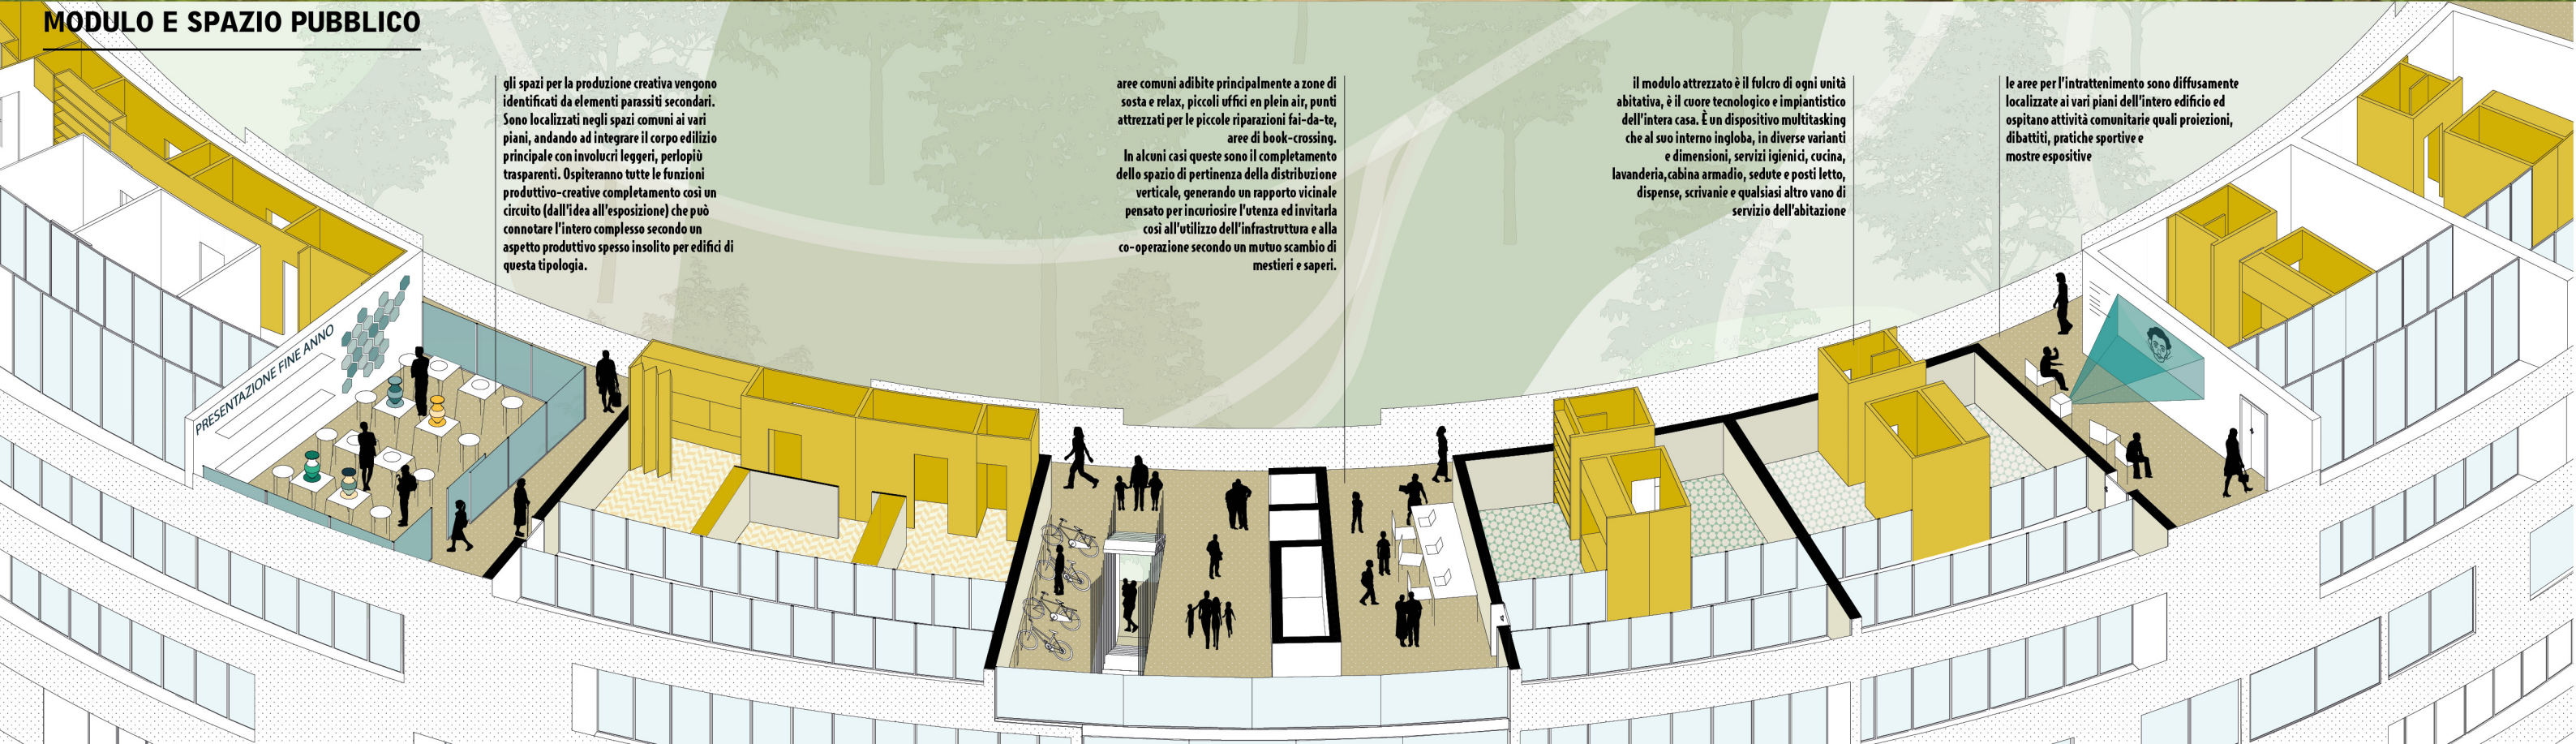 MODULO E SPAZIO PUBBLICO
gli spazi per la produzione creativa vengono
identificati da elementi parassiti secondari.
Sono localizzati negli spazi comuni ai vari
piani, andando ad integrare il corpo edilizio
principale con involucri leggeri, perlopiù
trasparenti. Ospiteranno tutte le funzioni
produttivo-creative completamento così un
circuito (dall'idea all'esposizione) che può
connotare l'intero complesso secondo un
aspetto produttivo spesso insolito per edifici di
questa tipologia.
aree comuni adibite principalmente a zone di
sosta e relax, piccoli uffici en plein air, punti
attrezzati per le piccole riparazioni fai-da-te,
aree di book-crossing.
In alcuni casi queste sono il completamento
dello spazio di pertinenza della distribuzione
verticale, generando un rapporto vicinale
pensato per incuriosire l'utenza ed invitarla
così all'utilizzo dell'infrastruttura e alla
co-operazione secondo un mutuo scambio di
mestieri e saperi.
il modulo attrezzato è il fulcro di ogni unità
abitativa, è il cuore tecnologico e impiantistico
dell'intera casa. È un dispositivo multitasking
che al suo interno ingloba, in diverse varianti
e dimensioni, servizi igienici, cucina,
lavanderia,cabina armadio, sedute e posti letto,
dispense, scrivanie e qualsiasi altro vano di
servizio dell'abitazione
le aree per l'intrattenimento sono diffusamente
localizzate ai vari piani dell'intero edificio ed
ospitano attività comunitarie quali proiezioni,
dibattiti, pratiche sportive e
mostre espositive
PRESENTAZIONE FINE ANNO